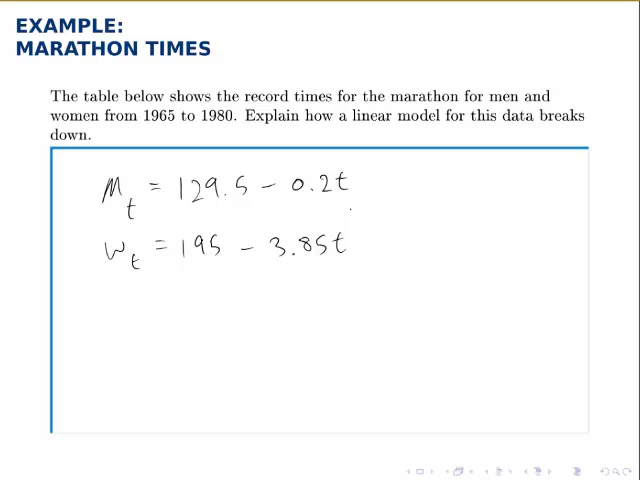 EXAMPLE:
MARATHON TIMES
The table below shows the record times for the marathon for men and
women from 1965 to 1980. Explain how a linear model for this data breaks
down.
M_t = 129.5 - 0.2t
W_t = 195 - 3.85t